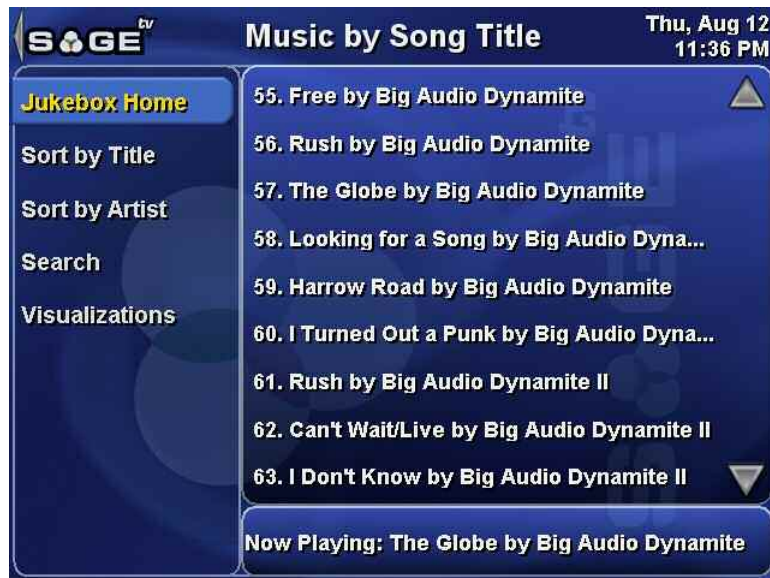 SAGE tv
Music by Song Title
Thu, Aug 12
11:36 PM
Jukebox Home
Sort by Title
Sort by Artist
Search
Visualizations
55. Free by Big Audio Dynamite
56. Rush by Big Audio Dynamite
57. The Globe by Big Audio Dynamite
58. Looking for a Song by Big Audio Dyna...
59. Harrow Road by Big Audio Dynamite
60. I Turned Out a Punk by Big Audio Dyna...
61. Rush by Big Audio Dynamite II
62. Can't Wait/Live by Big Audio Dynamite II
63. I Don't Know by Big Audio Dynamite II
Now Playing: The Globe by Big Audio Dynamite
SAGE tv